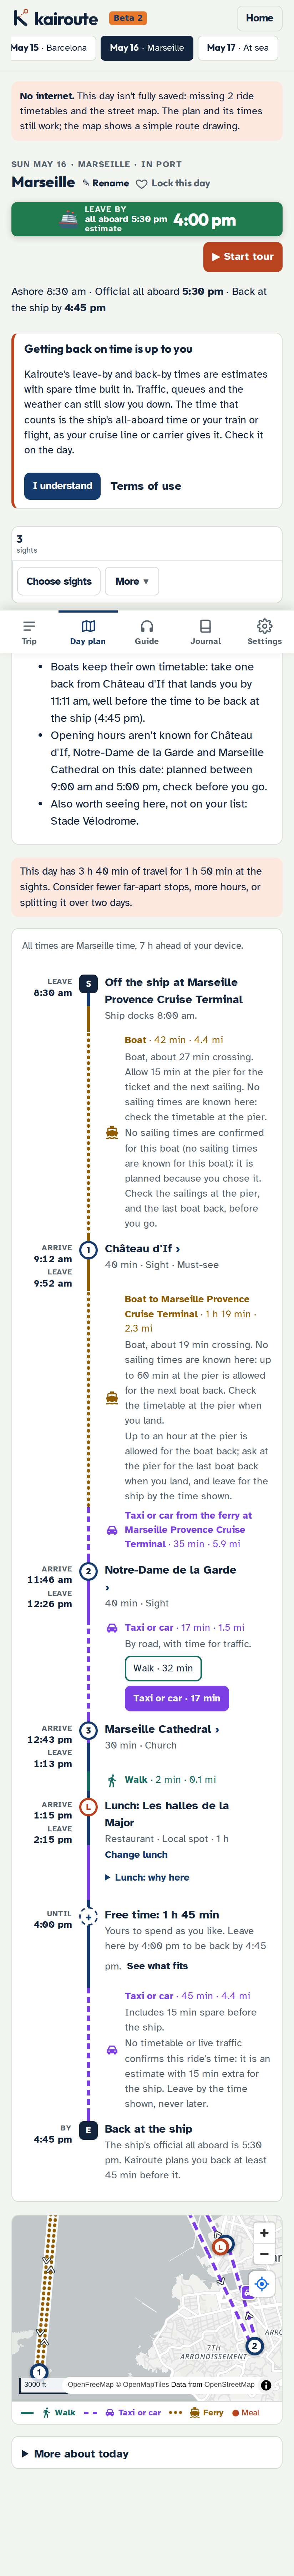 kairoute Beta 2 Home
May 15 · Barcelona May 16 · Marseille May 17 · At sea
No internet. This day isn't fully saved: missing 2 ride
timetables and the street map. The plan and its times
still work; the map shows a simple route drawing.
SUN MAY 16 · MARSEILLE · IN PORT
Marseille ✎ Rename ♡ Lock this day
LEAVE BY
all aboard 5:30 pm
estimate
4:00 pm
▶ Start tour
Ashore 8:30 am · Official all aboard 5:30 pm · Back at
the ship by 4:45 pm
Getting back on time is up to you
Kairoute's leave-by and back-by times are estimates
with spare time built in. Traffic, queues and the
weather can still slow you down. The time that
counts is the ship's all-aboard time or your train or
flight, as your cruise line or carrier gives it. Check it
on the day.
I understand Terms of use
3
sights
Choose sights More ▾
Trip Day plan Guide Journal Settings
• Boats keep their own timetable: take one
back from Château d'If that lands you by
11:11 am, well before the time to be back at
the ship (4:45 pm).
• Opening hours aren't known for Château
d'If, Notre-Dame de la Garde and Marseille
Cathedral on this date: planned between
9:00 am and 5:00 pm, check before you go.
• Also worth seeing here, not on your list:
Stade Vélodrome.
This day has 3 h 40 min of travel for 1 h 50 min at the
sights. Consider fewer far-apart stops, more hours, or
splitting it over two days.
All times are Marseille time, 7 h ahead of your device.
LEAVE
8:30 am
S
Off the ship at Marseille
Provence Cruise Terminal
Ship docks 8:00 am.
Boat · 42 min · 4.4 mi
Boat, about 27 min crossing.
Allow 15 min at the pier for the
ticket and the next sailing. No
sailing times are known here:
check the timetable at the pier.
No sailing times are confirmed
for this boat (no sailing times
are known for this boat): it is
planned because you chose it.
Check the sailings at the pier,
and the last boat back, before
you go.
ARRIVE
9:12 am
LEAVE
9:52 am
1
Château d'If ›
40 min · Sight · Must-see
Boat to Marseille Provence
Cruise Terminal · 1 h 19 min ·
2.3 mi
Boat, about 19 min crossing. No
sailing times are known here: up
to 60 min at the pier is allowed
for the next boat back. Check
the timetable at the pier when
you land.
Up to an hour at the pier is
allowed for the boat back; ask at
the pier for the last boat back
when you land, and leave for the
ship by the time shown.
Taxi or car from the ferry at
Marseille Provence Cruise
Terminal · 35 min · 5.9 mi
ARRIVE
11:46 am
LEAVE
12:26 pm
2
Notre-Dame de la Garde
›
40 min · Sight
Taxi or car · 17 min · 1.5 mi
By road, with time for traffic.
Walk · 32 min
Taxi or car · 17 min
ARRIVE
12:43 pm
LEAVE
1:13 pm
3
Marseille Cathedral ›
30 min · Church
Walk · 2 min · 0.1 mi
ARRIVE
1:15 pm
LEAVE
2:15 pm
L
Lunch: Les halles de la
Major
Restaurant · Local spot · 1 h
Change lunch
▶ Lunch: why here
UNTIL
4:00 pm
+
Free time: 1 h 45 min
Yours to spend as you like. Leave
here by 4:00 pm to be back by 4:45
pm. See what fits
Taxi or car · 45 min · 4.4 mi
Includes 15 min spare before
the ship.
No timetable or live traffic
confirms this ride's time: it is an
estimate with 15 min extra for
the ship. Leave by the time
shown, never later.
BY
4:45 pm
E
Back at the ship
The ship's official all aboard is 5:30
pm. Kairoute plans you back at least
45 min before it.
+
−
L
7TH
ARRONDISSEMENT
2
1
3000 ft
OpenFreeMap © OpenMapTiles Data from OpenStreetMap
Walk Taxi or car Ferry Meal
▶ More about today